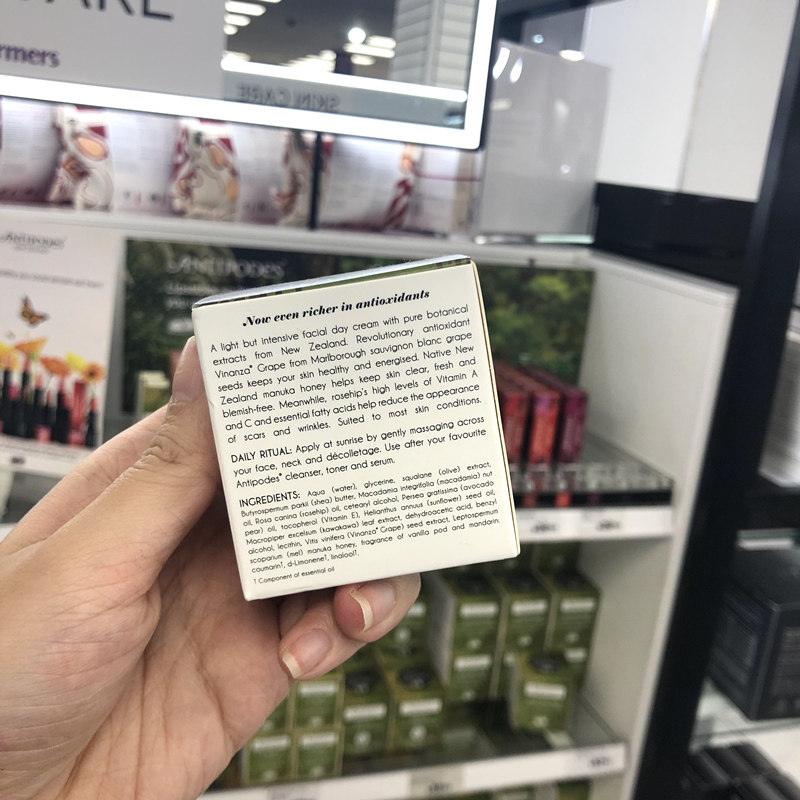 CARE
rmers
SKIN CARE
ANTIPODES
ANTIPODES
Now even richer in antioxidants
A light but intensive facial day cream with pure botanical
extracts from New Zealand. Revolutionary antioxidant
Vinanza® Grape from Marlborough sauvignon blanc grape
seeds keeps your skin healthy and energised. Native New
Zealand manuka honey helps keep skin clear, fresh and
blemish-free. Meanwhile, rosehip's high levels of Vitamin A
and C and essential fatty acids help reduce the appearance
of scars and wrinkles. Suited to most skin conditions.
DAILY RITUAL: Apply at sunrise by gently massaging across
your face, neck and décolletage. Use after your favourite
Antipodes® cleanser, toner and serum.
INGREDIENTS: Aqua (water), glycerine, squalane (olive) extract,
Butyrospermum parkii (shea) butter, Macadamia integrifolia (macadamia) nut
oil, Rosa canina (rosehip) oil, cetearyl alcohol, Persea gratissima (avocado
pear) oil, tocopherol (Vitamin E), Helianthus annuus (sunflower) seed oil,
Macropiper excelsum (kawakawa) leaf extract, dehydroacetic acid, benzyl
alcohol, lecithin, Vitis vinifera (Vinanza® Grape) seed extract, Leptospermum
scoparium (mel) manuka honey, fragrance of vanilla pod and mandarin:
coumarin†, d-Limonene†, linalool†.
† Component of essential oil